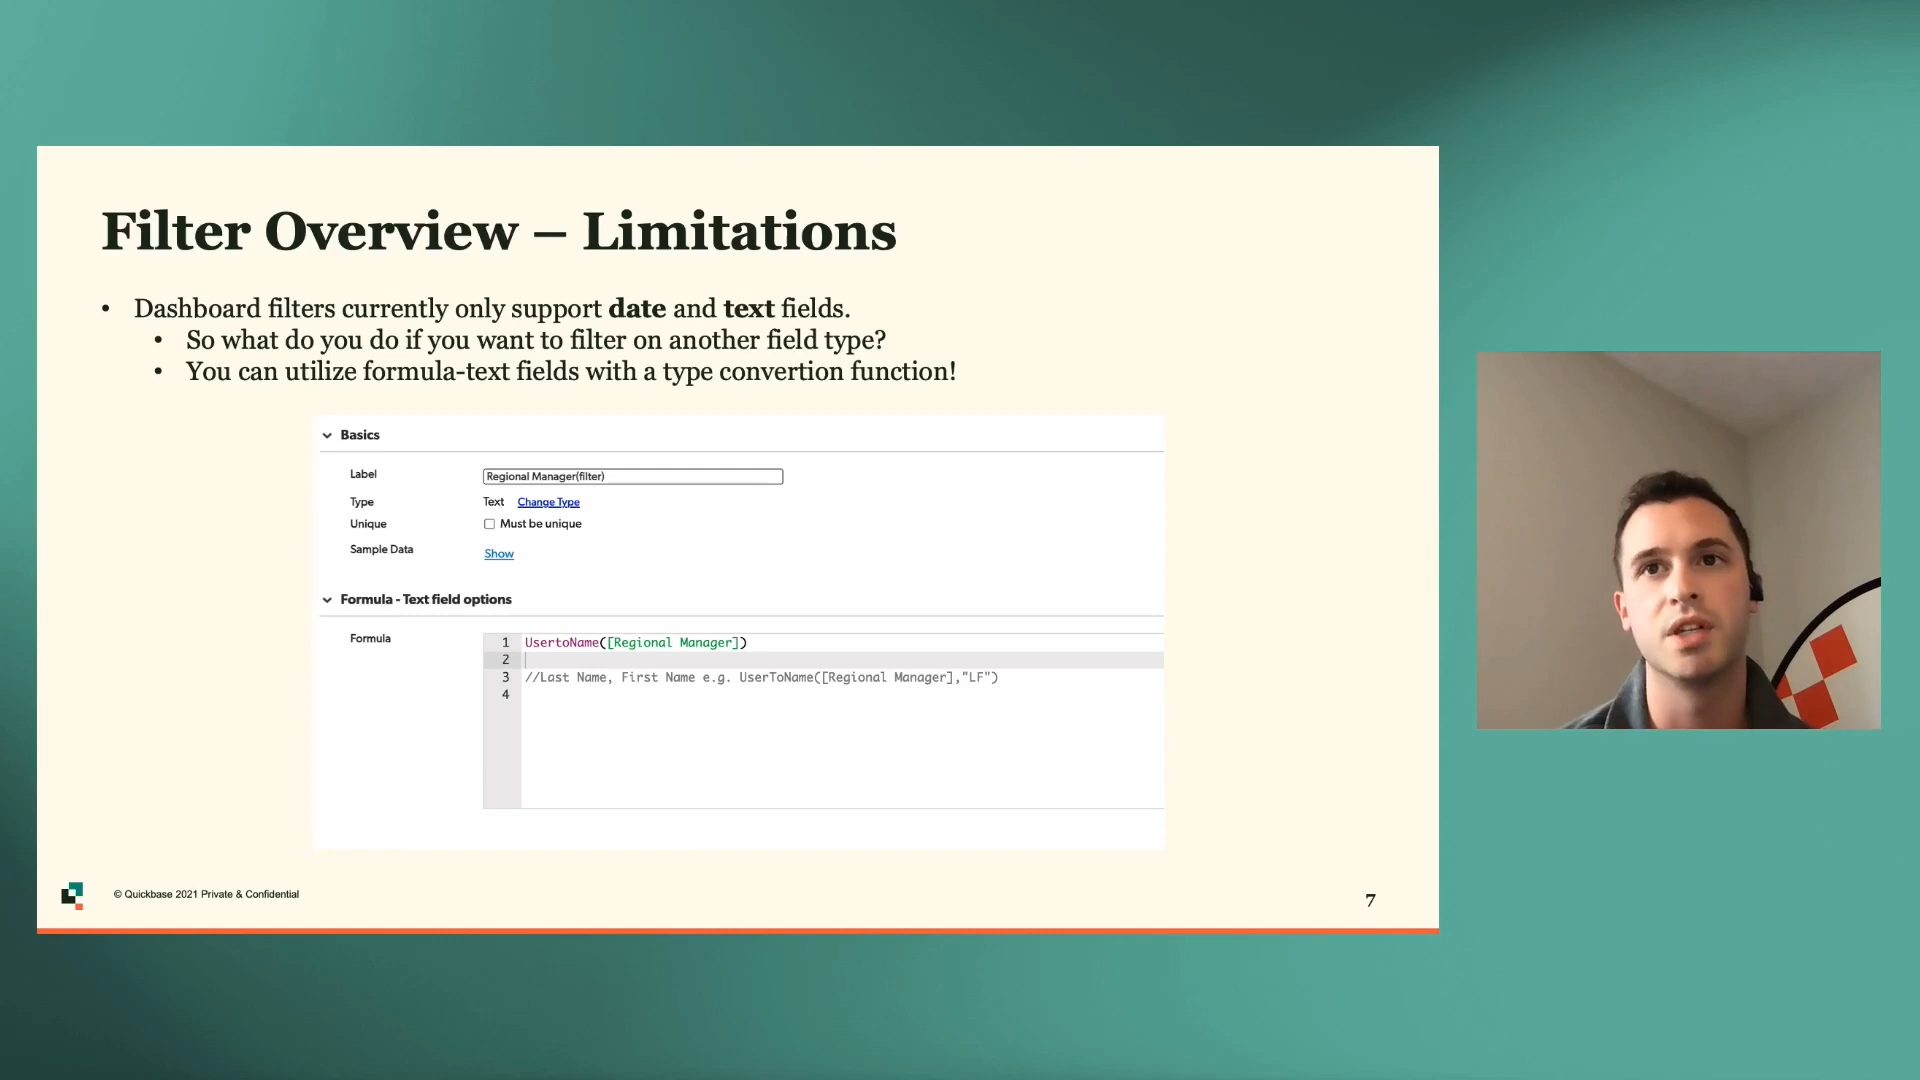 Filter Overview – Limitations
• Dashboard filters currently only support date and text fields.
• So what do you do if you want to filter on another field type?
• You can utilize formula-text fields with a type convertion function!
Basics
Label Regional Manager(filter)
Type Text Change Type
Unique Must be unique
Sample Data Show
Formula - Text field options
Formula 1 UsertoName([Regional Manager])
2
3 //Last Name, First Name e.g. UserToName([Regional Manager],"LF")
4
© Quickbase 2021 Private & Confidential
7